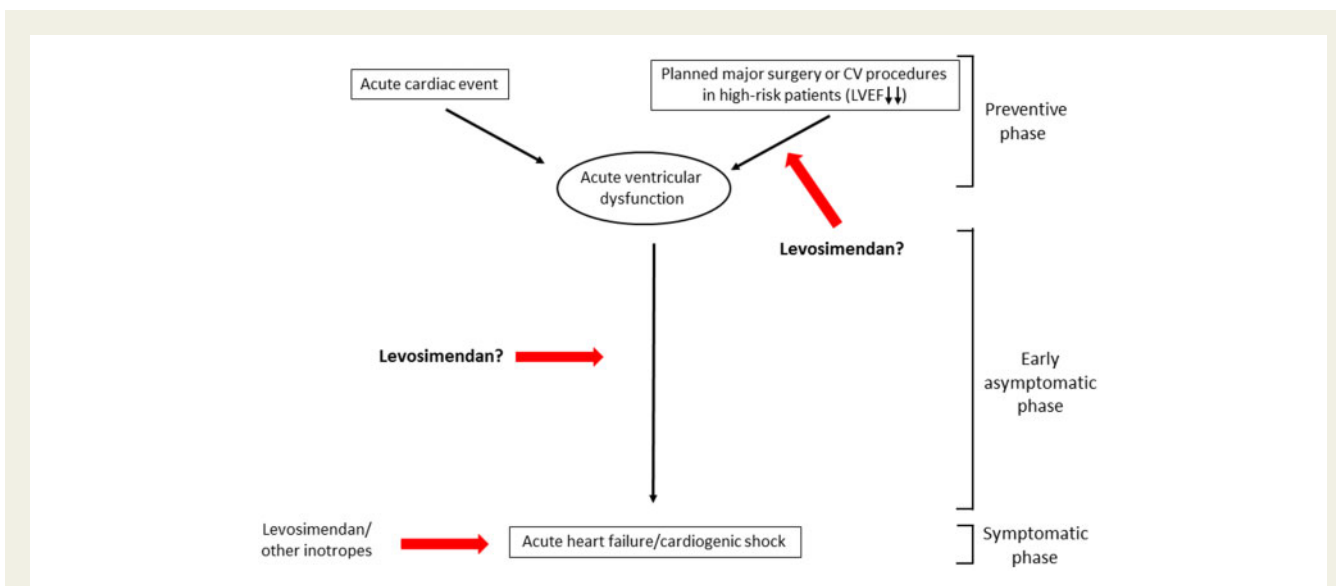 Acute cardiac event
Planned major surgery or CV procedures
in high-risk patients (LVEF↓↓)
Preventive
phase
Acute ventricular
dysfunction
Levosimendan?
Levosimendan?
Early
asymptomatic
phase
Levosimendan/
other inotropes
Acute heart failure/cardiogenic shock
Symptomatic
phase